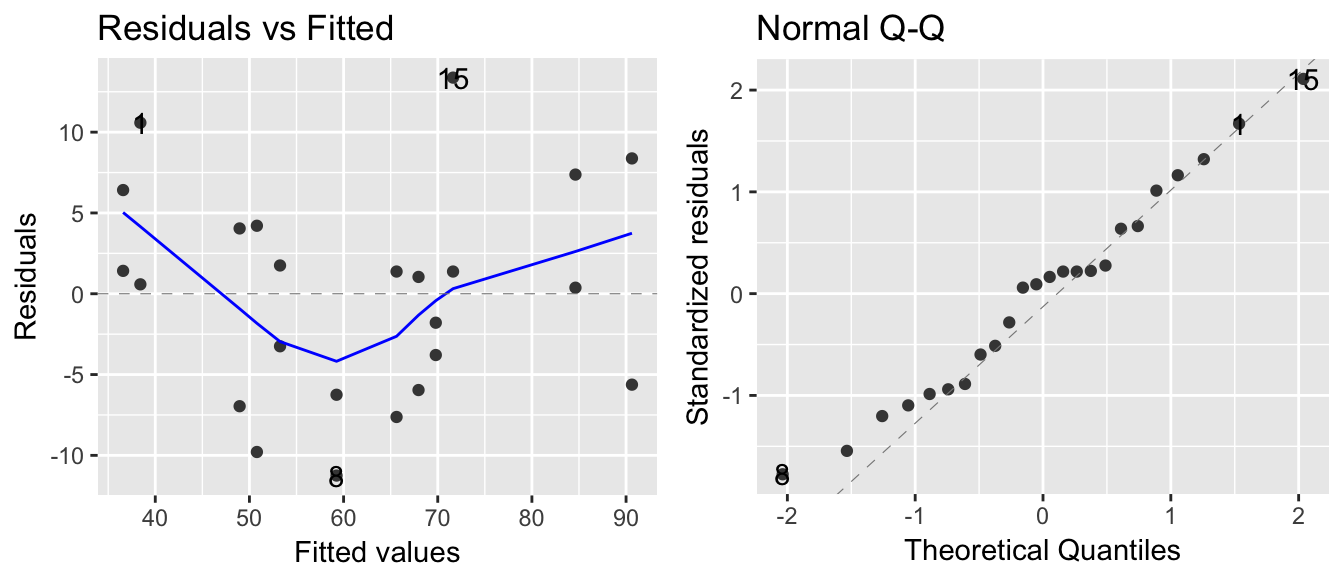 Residuals vs Fitted
Residuals
10
5
0
-5
-10
15
1
8
40 50 60 70 80 90
Fitted values
Normal Q-Q
Standardized residuals
2
1
0
-1
15
1
8
-2 -1 0 1 2
Theoretical Quantiles